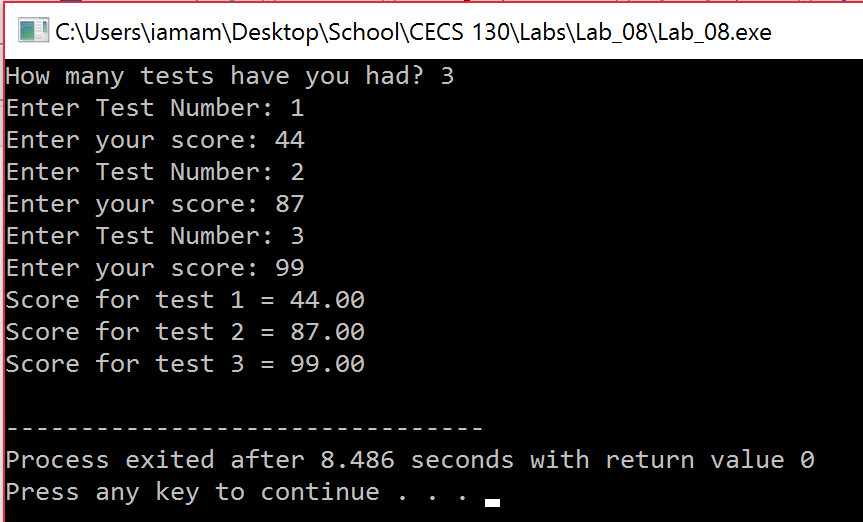 C:\Users\iamam\Desktop\School\CECS 130\Labs\Lab_08\Lab_08.exe
How many tests have you had? 3
Enter Test Number: 1
Enter your score: 44
Enter Test Number: 2
Enter your score: 87
Enter Test Number: 3
Enter your score: 99
Score for test 1 = 44.00
Score for test 2 = 87.00
Score for test 3 = 99.00
--------------------------------
Process exited after 8.486 seconds with return value 0
Press any key to continue . . .